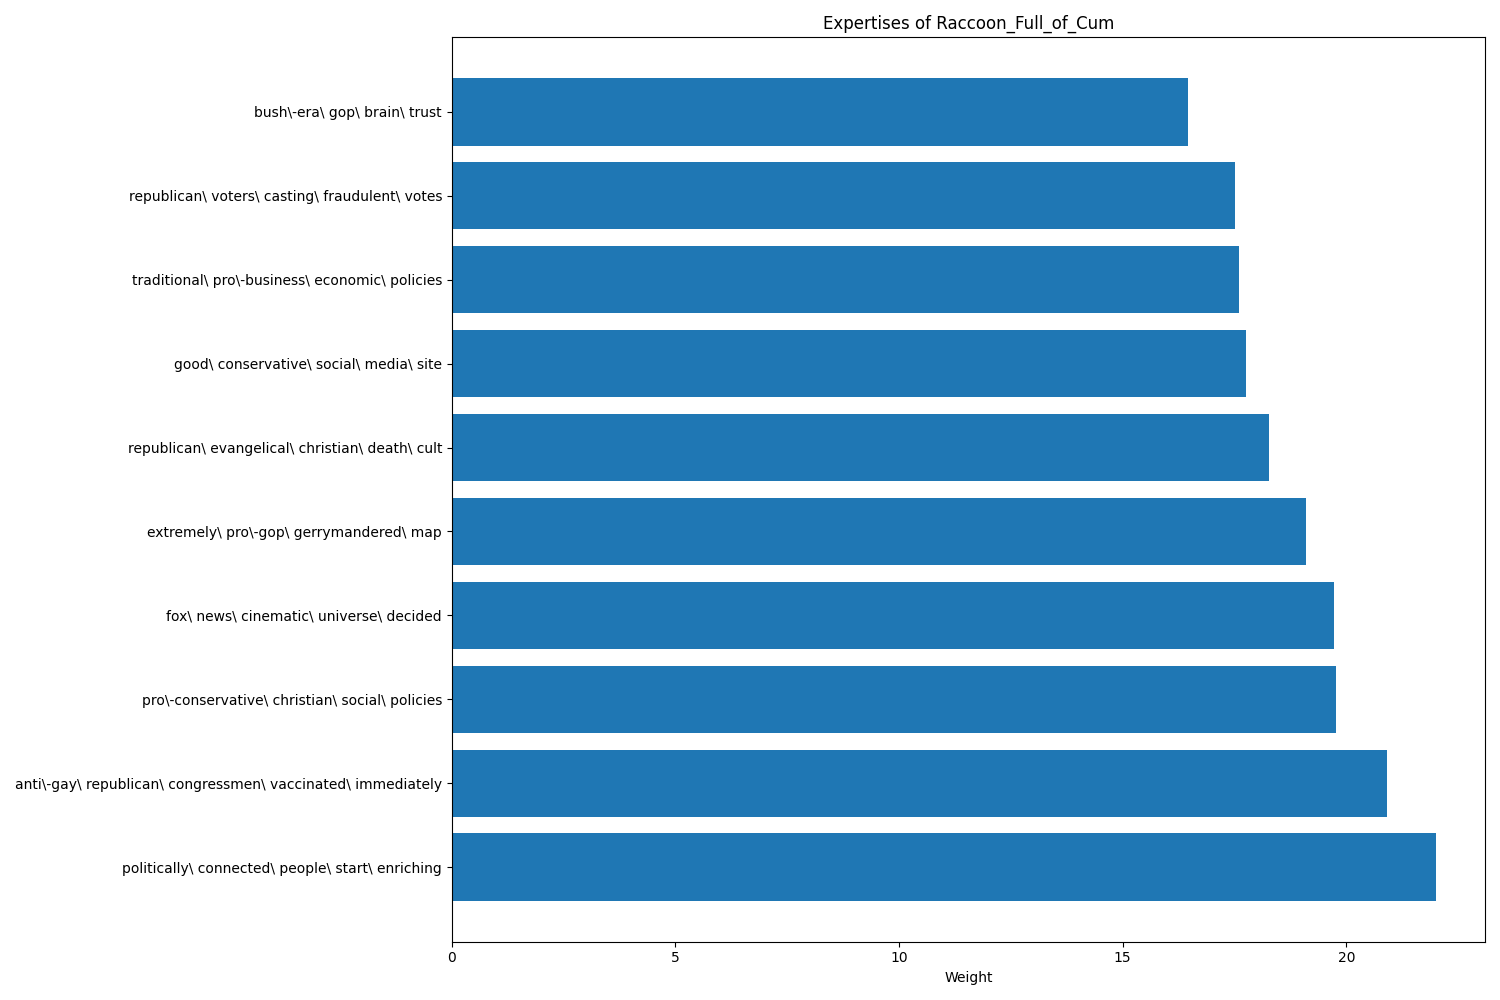 Expertises of Raccoon_Full_of_Cum
bush\-era\ gop\ brain\ trust
republican\ voters\ casting\ fraudulent\ votes
traditional\ pro\-business\ economic\ policies
good\ conservative\ social\ media\ site
republican\ evangelical\ christian\ death\ cult
extremely\ pro\-gop\ gerrymandered\ map
fox\ news\ cinematic\ universe\ decided
pro\-conservative\ christian\ social\ policies
anti\-gay\ republican\ congressmen\ vaccinated\ immediately
politically\ connected\ people\ start\ enriching
0 5 10 15 20
Weight